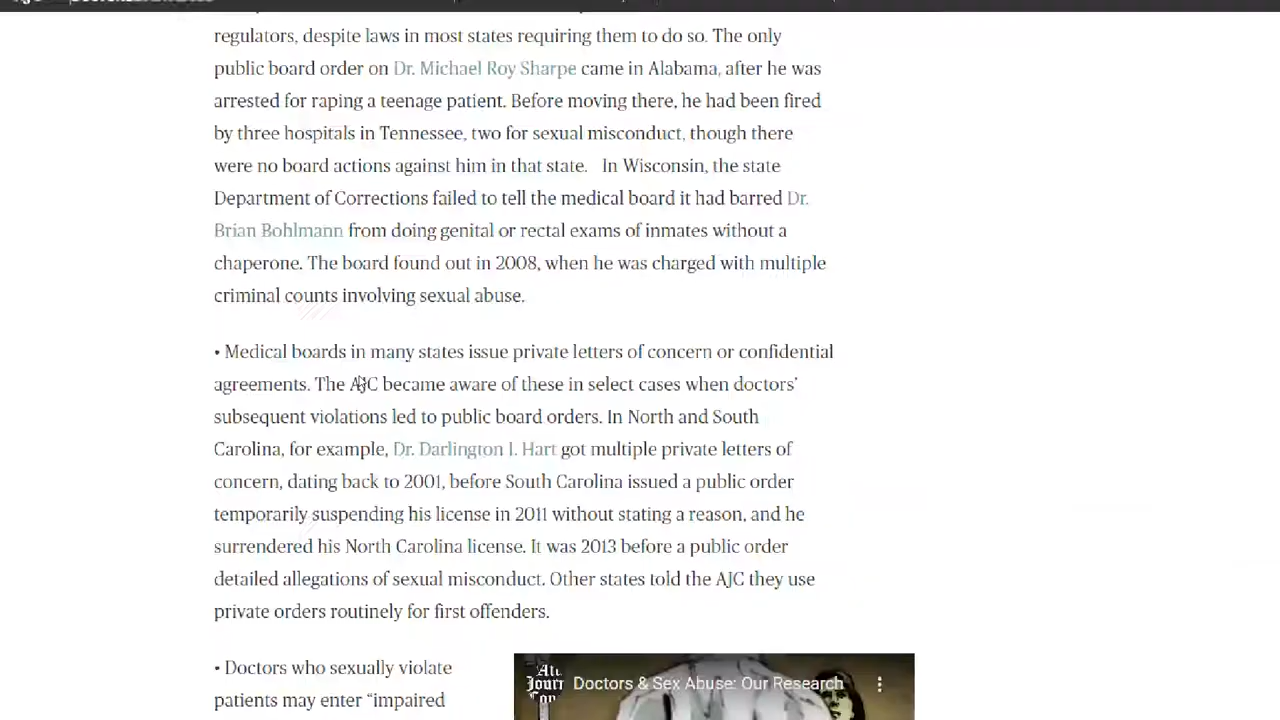 regulators, despite laws in most states requiring them to do so. The only
public board order on Dr. Michael Roy Sharpe came in Alabama, after he was
arrested for raping a teenage patient. Before moving there, he had been fired
by three hospitals in Tennessee, two for sexual misconduct, though there
were no board actions against him in that state. In Wisconsin, the state
Department of Corrections failed to tell the medical board it had barred Dr.
Brian Bohlmann from doing genital or rectal exams of inmates without a
chaperone. The board found out in 2008, when he was charged with multiple
criminal counts involving sexual abuse.
• Medical boards in many states issue private letters of concern or confidential
agreements. The AJC became aware of these in select cases when doctors'
subsequent violations led to public board orders. In North and South
Carolina, for example, Dr. Darlington I. Hart got multiple private letters of
concern, dating back to 2001, before South Carolina issued a public order
temporarily suspending his license in 2011 without stating a reason, and he
surrendered his North Carolina license. It was 2013 before a public order
detailed allegations of sexual misconduct. Other states told the AJC they use
private orders routinely for first offenders.
• Doctors who sexually violate
patients may enter “impaired
Doctors & Sex Abuse: Our Research